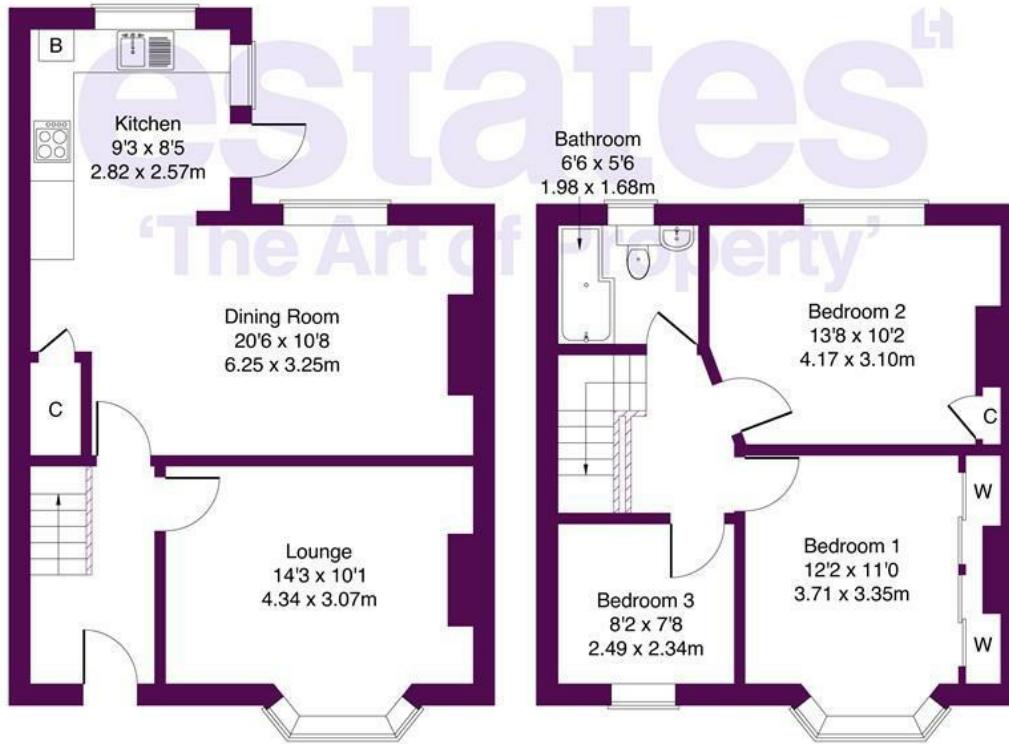 estates
'The Art of Property'
B
Kitchen
9'3 x 8'5
2.82 x 2.57m
Dining Room
20'6 x 10'8
6.25 x 3.25m
C
Lounge
14'3 x 10'1
4.34 x 3.07m
Bathroom
6'6 x 5'6
1.98 x 1.68m
Bedroom 2
13'8 x 10'2
4.17 x 3.10m
C
W
Bedroom 1
12'2 x 11'0
3.71 x 3.35m
W
Bedroom 3
8'2 x 7'8
2.49 x 2.34m